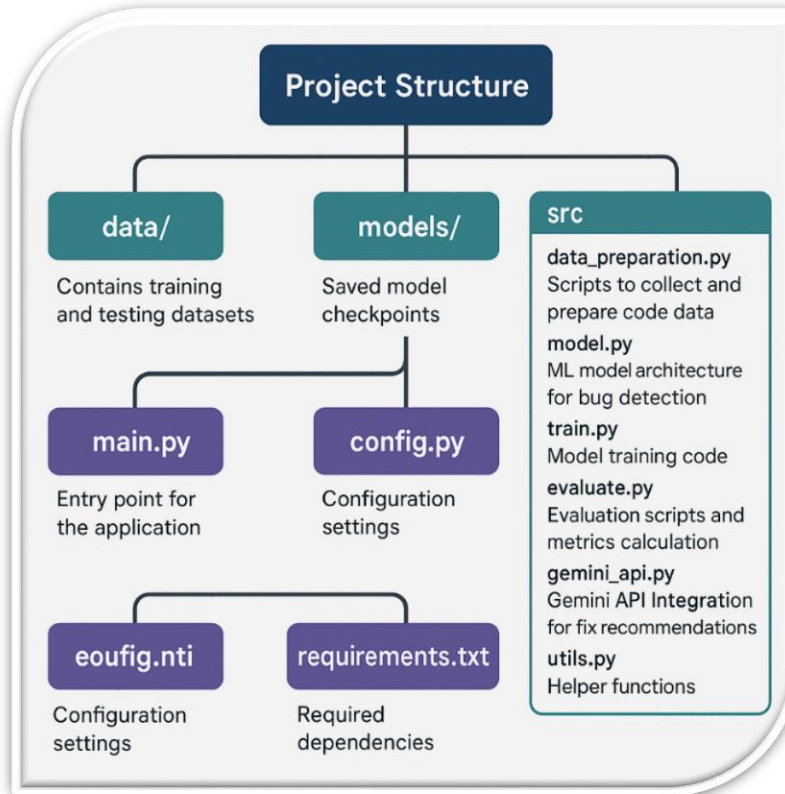 Project Structure
data/
Contains training
and testing datasets
models/
Saved model
checkpoints
main.py
Entry point for
the application
config.py
Configuration
settings
eoufig.nti
Configuration
settings
requirements.txt
Required
dependencies
src
data_preparation.py
Scripts to collect and
prepare code data
model.py
ML model architecture
for bug detection
train.py
Model training code
evaluate.py
Evaluation scripts and
metrics calculation
gemini_api.py
Gemini API Integration
for fix recommendations
utils.py
Helper functions